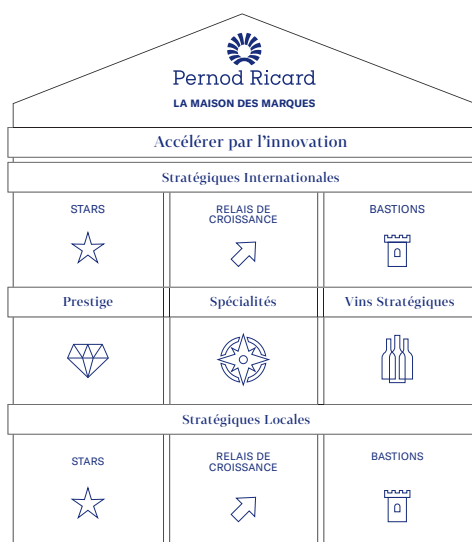 Pernod Ricard
LA MAISON DES MARQUES
Accélérer par l'innovation
Stratégiques Internationales
STARS
RELAIS DE
CROISSANCE
BASTIONS
Prestige
Spécialités
Vins Stratégiques
Stratégiques Locales
STARS
RELAIS DE
CROISSANCE
BASTIONS